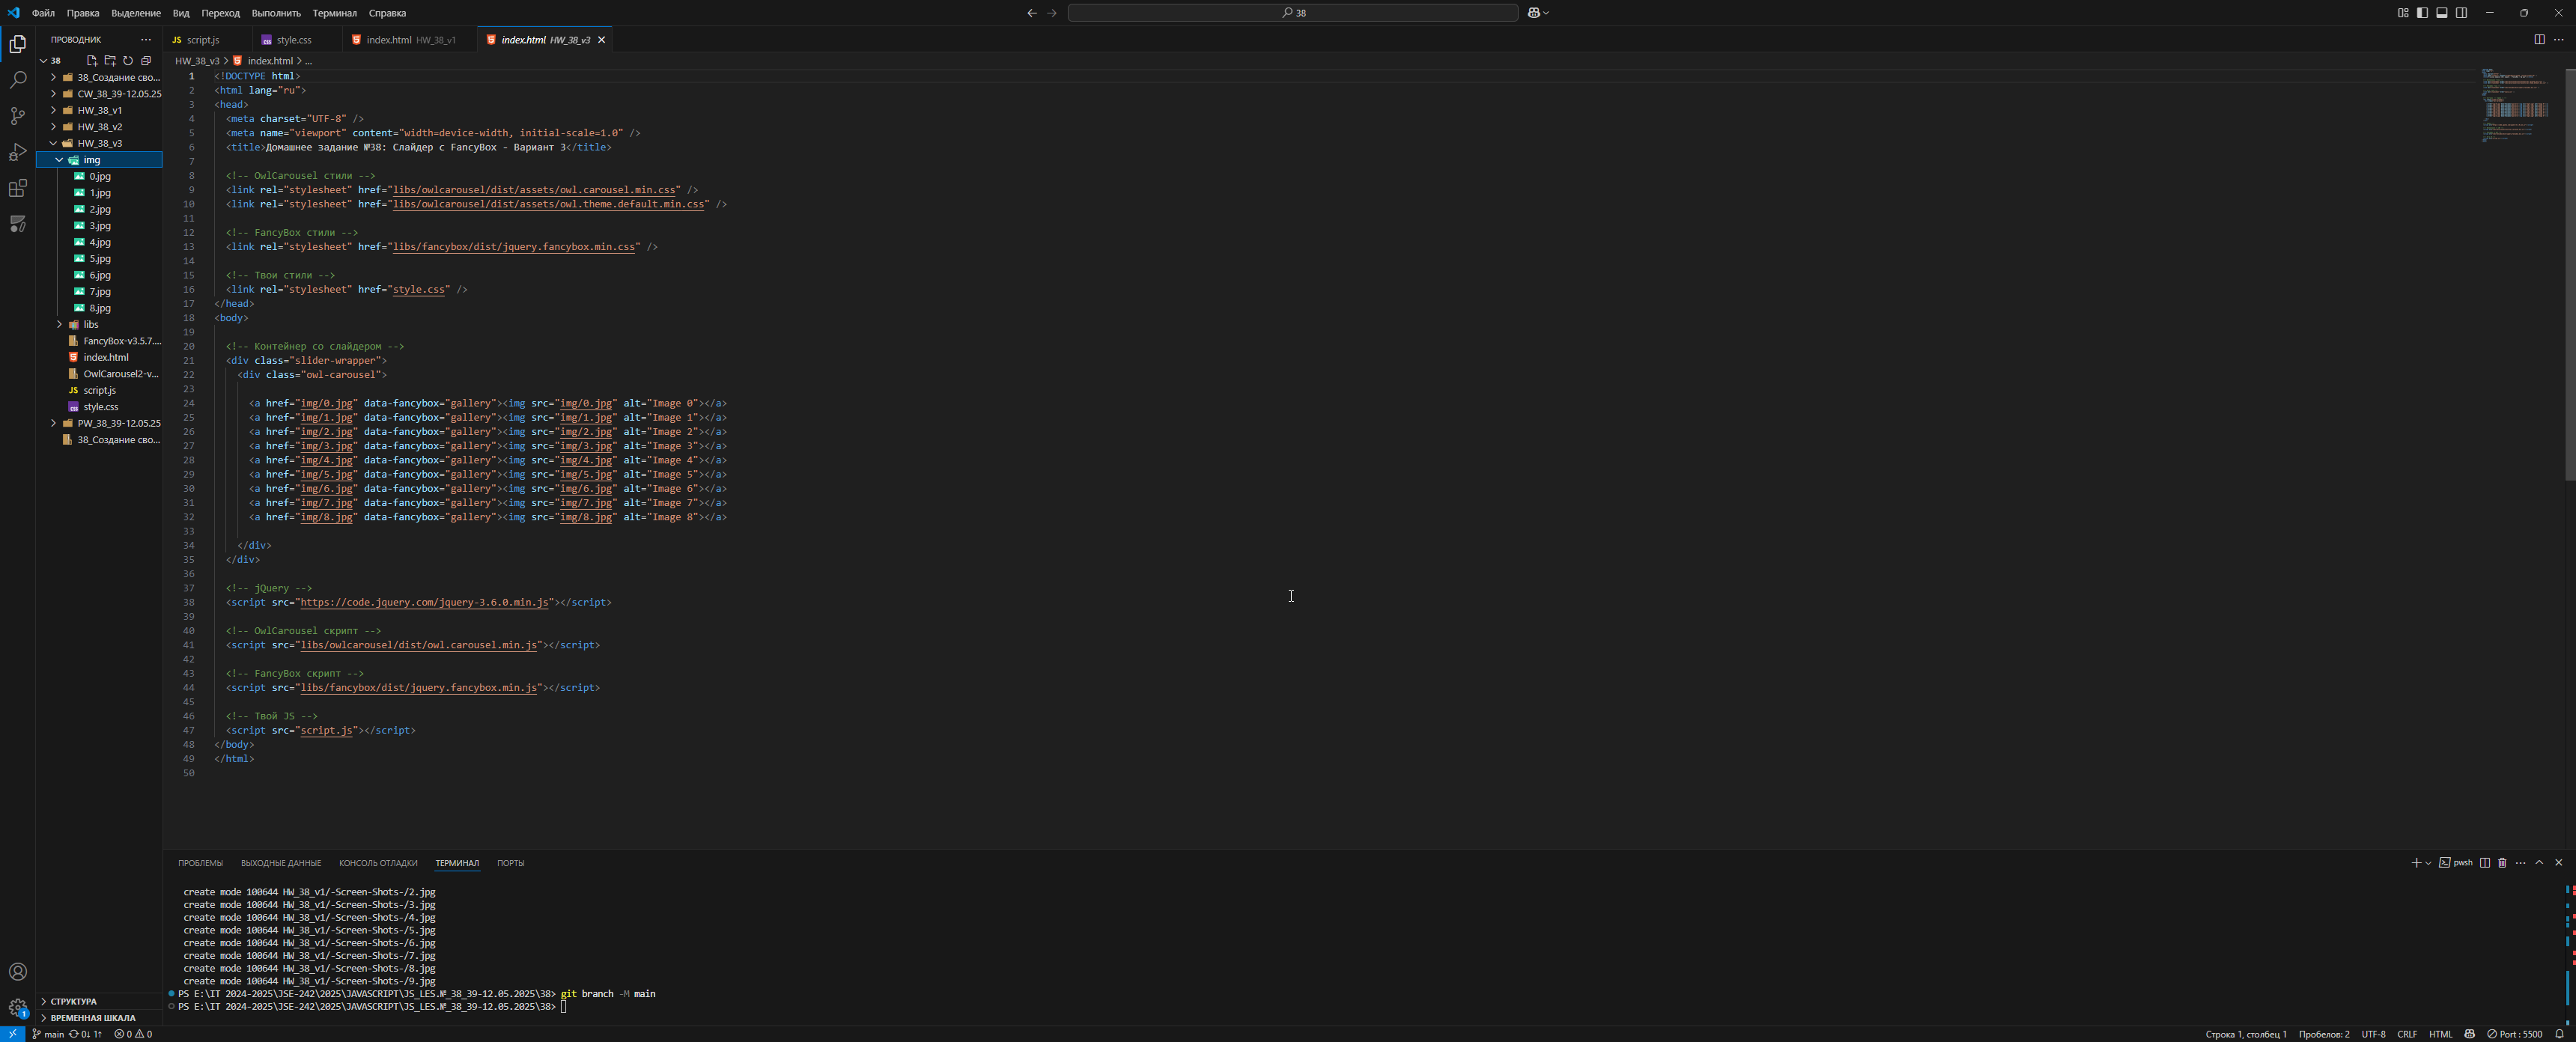 Файл Правка Выделение Вид Переход Выполнить Терминал Справка
38
ПРОВОДНИК
script.js
style.css
index.html HW_38_v1
index.html HW_38_v3
38
HW_38_v3 > index.html > ...
38_Создание сво...
CW_38_39-12.05.25
HW_38_v1
HW_38_v2
HW_38_v3
img
0.jpg
1.jpg
2.jpg
3.jpg
4.jpg
5.jpg
6.jpg
7.jpg
8.jpg
libs
FancyBox-v3.5.7....
index.html
OwlCarousel2-v...
JS script.js
style.css
PW_38_39-12.05.25
38_Создание сво...
СТРУКТУРА
ВРЕМЕННАЯ ШКАЛА
1 <!DOCTYPE html>
2 <html lang="ru">
3 <head>
4 <meta charset="UTF-8" />
5 <meta name="viewport" content="width=device-width, initial-scale=1.0" />
6 <title>Домашнее задание №38: Слайдер с FancyBox - Вариант 3</title>
7
8 <!-- OwlCarousel стили -->
9 <link rel="stylesheet" href="libs/owlcarousel/dist/assets/owl.carousel.min.css" />
10 <link rel="stylesheet" href="libs/owlcarousel/dist/assets/owl.theme.default.min.css" />
11
12 <!-- FancyBox стили -->
13 <link rel="stylesheet" href="libs/fancybox/dist/jquery.fancybox.min.css" />
14
15 <!-- Твои стили -->
16 <link rel="stylesheet" href="style.css" />
17 </head>
18 <body>
19
20 <!-- Контейнер со слайдером -->
21 <div class="slider-wrapper">
22 <div class="owl-carousel">
23
24 <a href="img/0.jpg" data-fancybox="gallery"><img src="img/0.jpg" alt="Image 0"></a>
25 <a href="img/1.jpg" data-fancybox="gallery"><img src="img/1.jpg" alt="Image 1"></a>
26 <a href="img/2.jpg" data-fancybox="gallery"><img src="img/2.jpg" alt="Image 2"></a>
27 <a href="img/3.jpg" data-fancybox="gallery"><img src="img/3.jpg" alt="Image 3"></a>
28 <a href="img/4.jpg" data-fancybox="gallery"><img src="img/4.jpg" alt="Image 4"></a>
29 <a href="img/5.jpg" data-fancybox="gallery"><img src="img/5.jpg" alt="Image 5"></a>
30 <a href="img/6.jpg" data-fancybox="gallery"><img src="img/6.jpg" alt="Image 6"></a>
31 <a href="img/7.jpg" data-fancybox="gallery"><img src="img/7.jpg" alt="Image 7"></a>
32 <a href="img/8.jpg" data-fancybox="gallery"><img src="img/8.jpg" alt="Image 8"></a>
33
34 </div>
35 </div>
36
37 <!-- jQuery -->
38 <script src="https://code.jquery.com/jquery-3.6.0.min.js"></script>
39
40 <!-- OwlCarousel скрипт -->
41 <script src="libs/owlcarousel/dist/owl.carousel.min.js"></script>
42
43 <!-- FancyBox скрипт -->
44 <script src="libs/fancybox/dist/jquery.fancybox.min.js"></script>
45
46 <!-- Твой JS -->
47 <script src="script.js"></script>
48 </body>
49 </html>
50
ПРОБЛЕМЫ ВЫХОДНЫЕ ДАННЫЕ КОНСОЛЬ ОТЛАДКИ ТЕРМИНАЛ ПОРТЫ
pwsh
create mode 100644 HW_38_v1/-Screen-Shots-/2.jpg
create mode 100644 HW_38_v1/-Screen-Shots-/3.jpg
create mode 100644 HW_38_v1/-Screen-Shots-/4.jpg
create mode 100644 HW_38_v1/-Screen-Shots-/5.jpg
create mode 100644 HW_38_v1/-Screen-Shots-/6.jpg
create mode 100644 HW_38_v1/-Screen-Shots-/7.jpg
create mode 100644 HW_38_v1/-Screen-Shots-/8.jpg
create mode 100644 HW_38_v1/-Screen-Shots-/9.jpg
PS E:\IT 2024-2025\JSE-242\2025\JAVASCRIPT\JS_LES.№_38_39-12.05.2025\38> git branch -M main
PS E:\IT 2024-2025\JSE-242\2025\JAVASCRIPT\JS_LES.№_38_39-12.05.2025\38>
1
main 0↓ 1↑ 0 0
Строка 1, столбец 1 Пробелов: 2 UTF-8 CRLF HTML Port : 5500